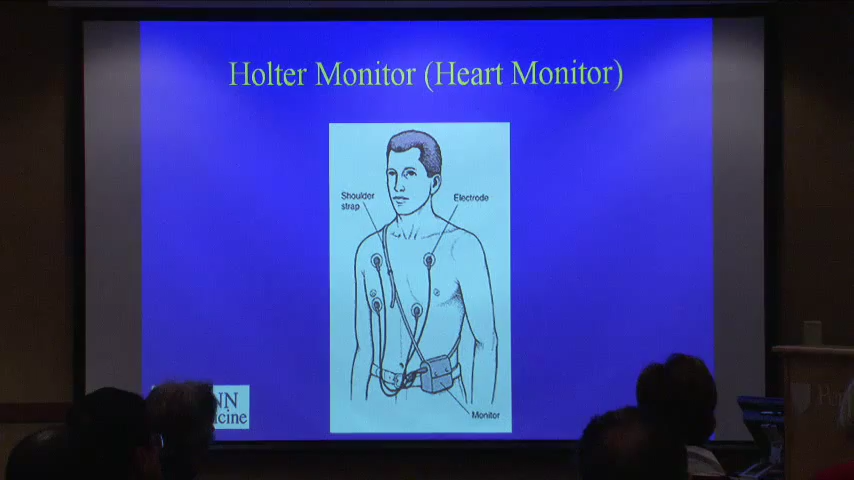 Holter Monitor (Heart Monitor)
Shoulder
strap
Electrode
Monitor